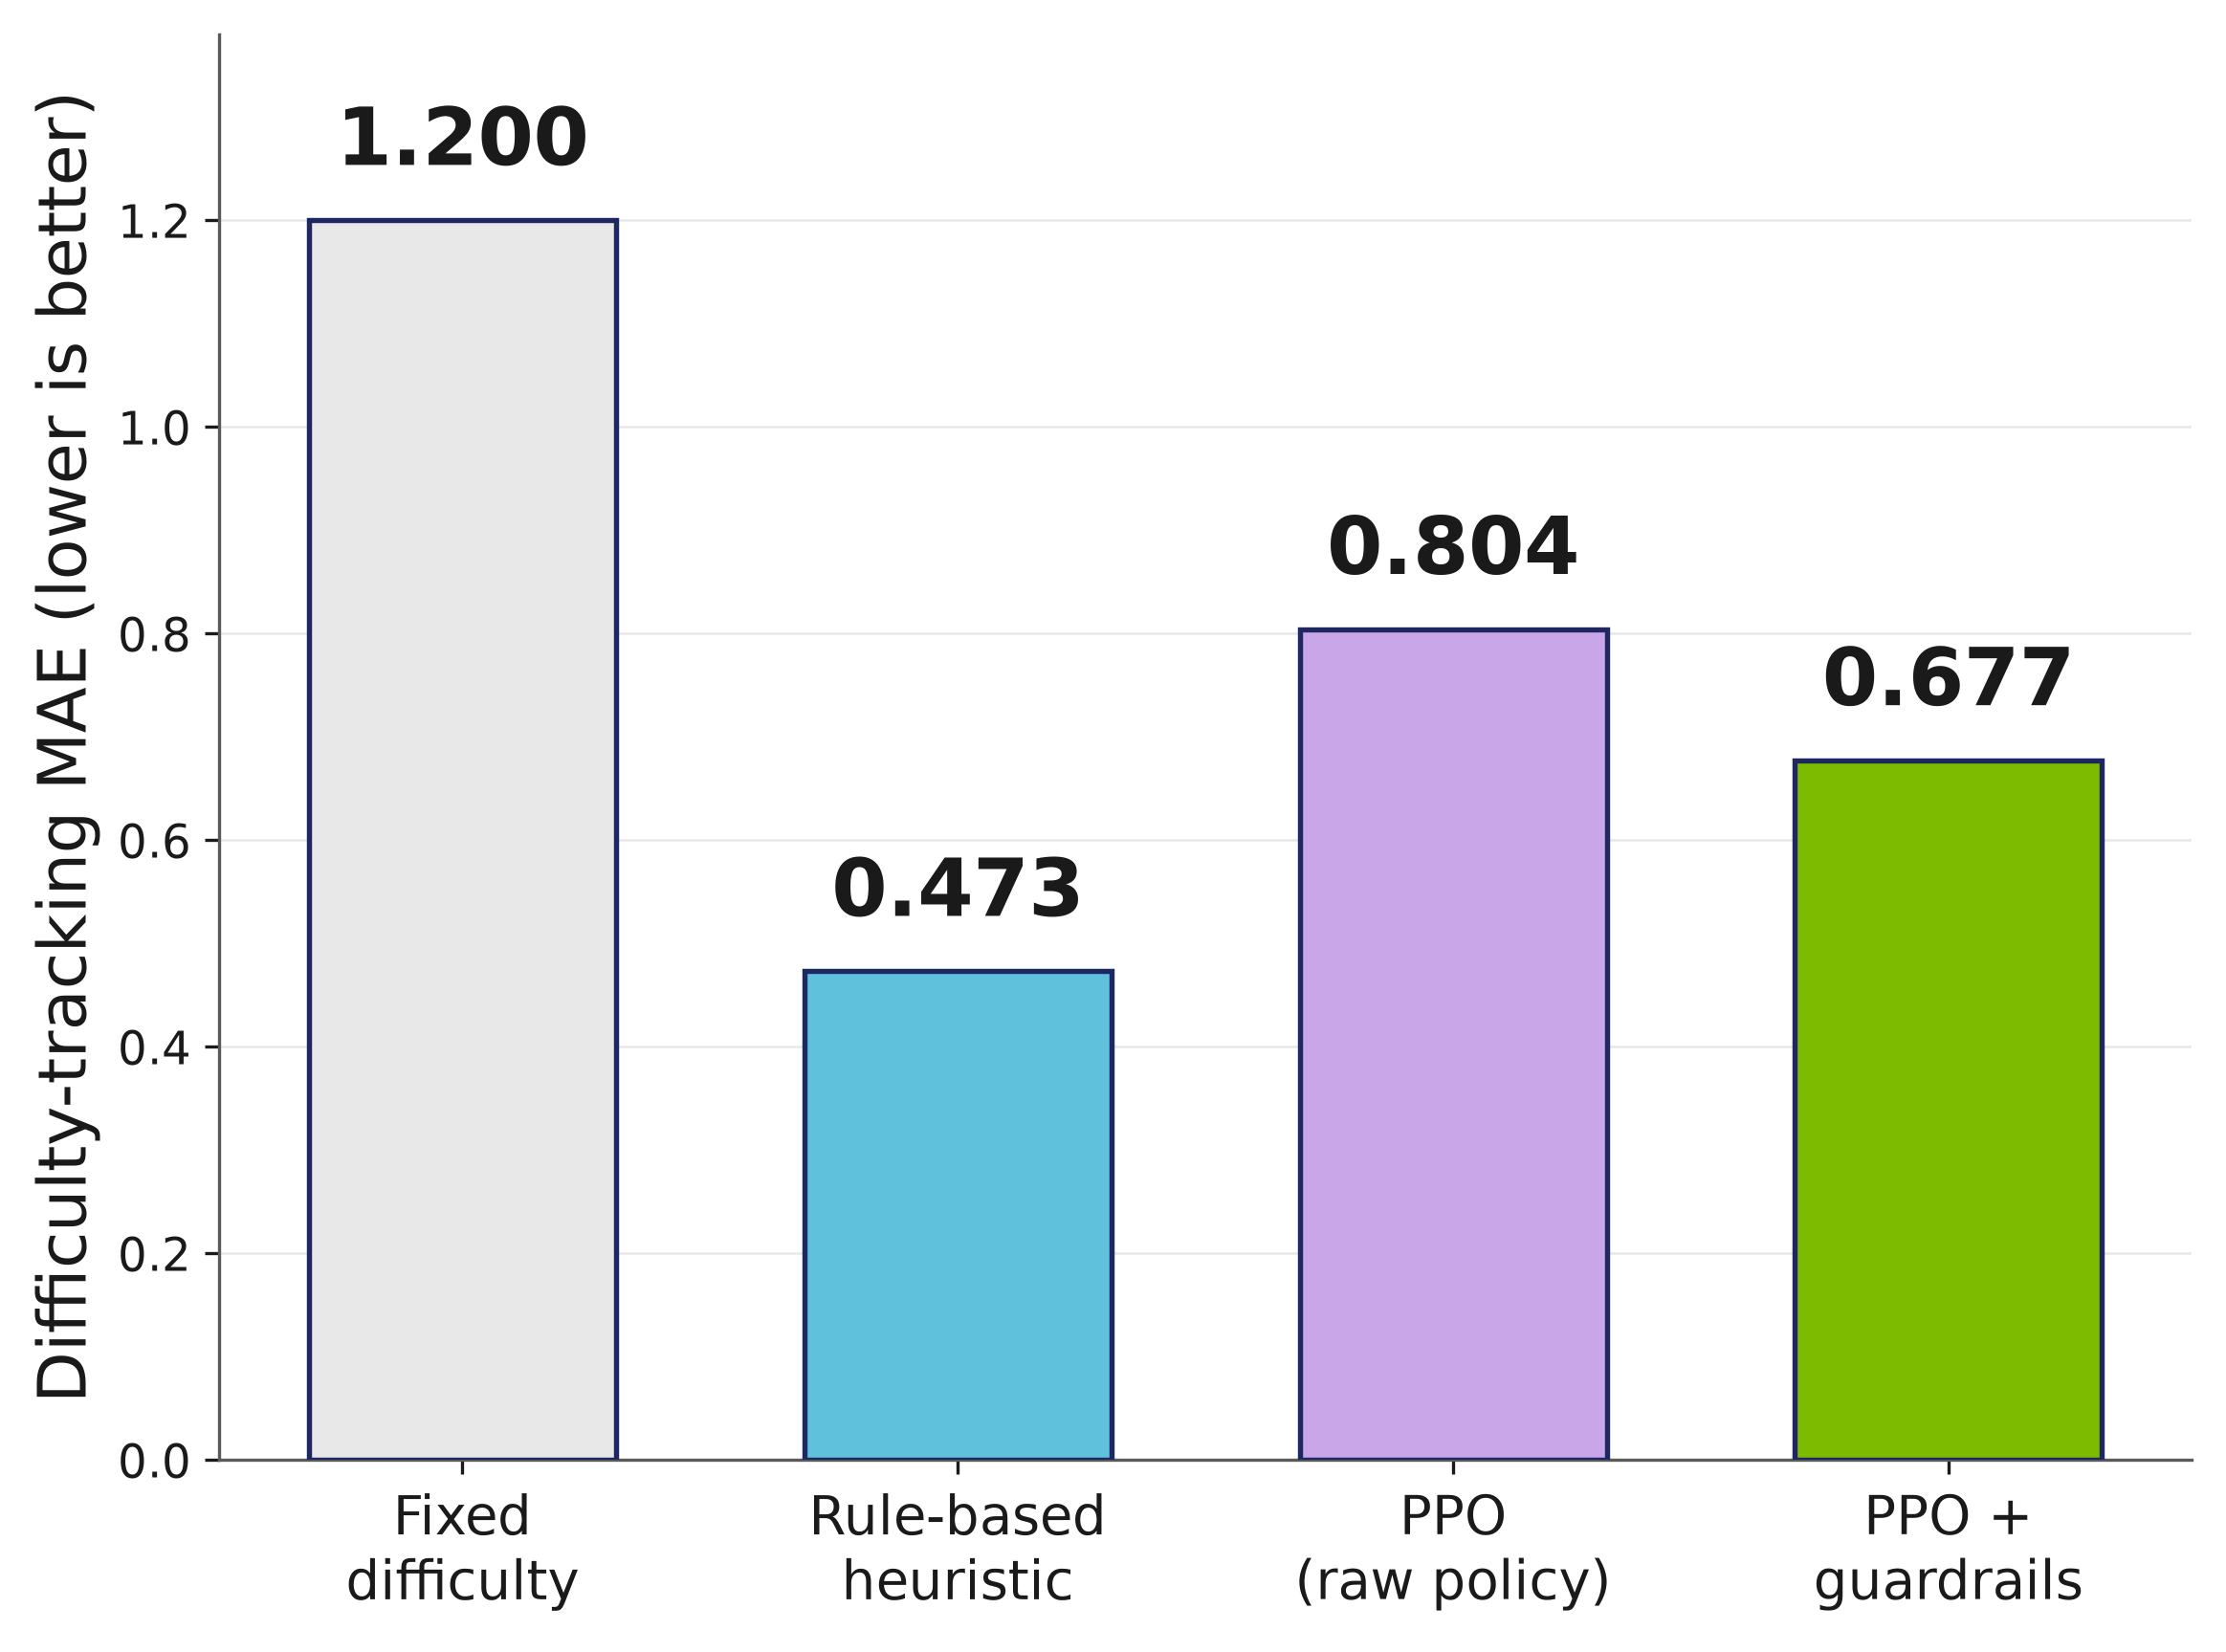 Difficulty-tracking MAE (lower is better)
1.2
1.0
0.8
0.6
0.4
0.2
0.0
1.200
0.473
0.804
0.677
Fixed
difficulty
Rule-based
heuristic
PPO
(raw policy)
PPO +
guardrails